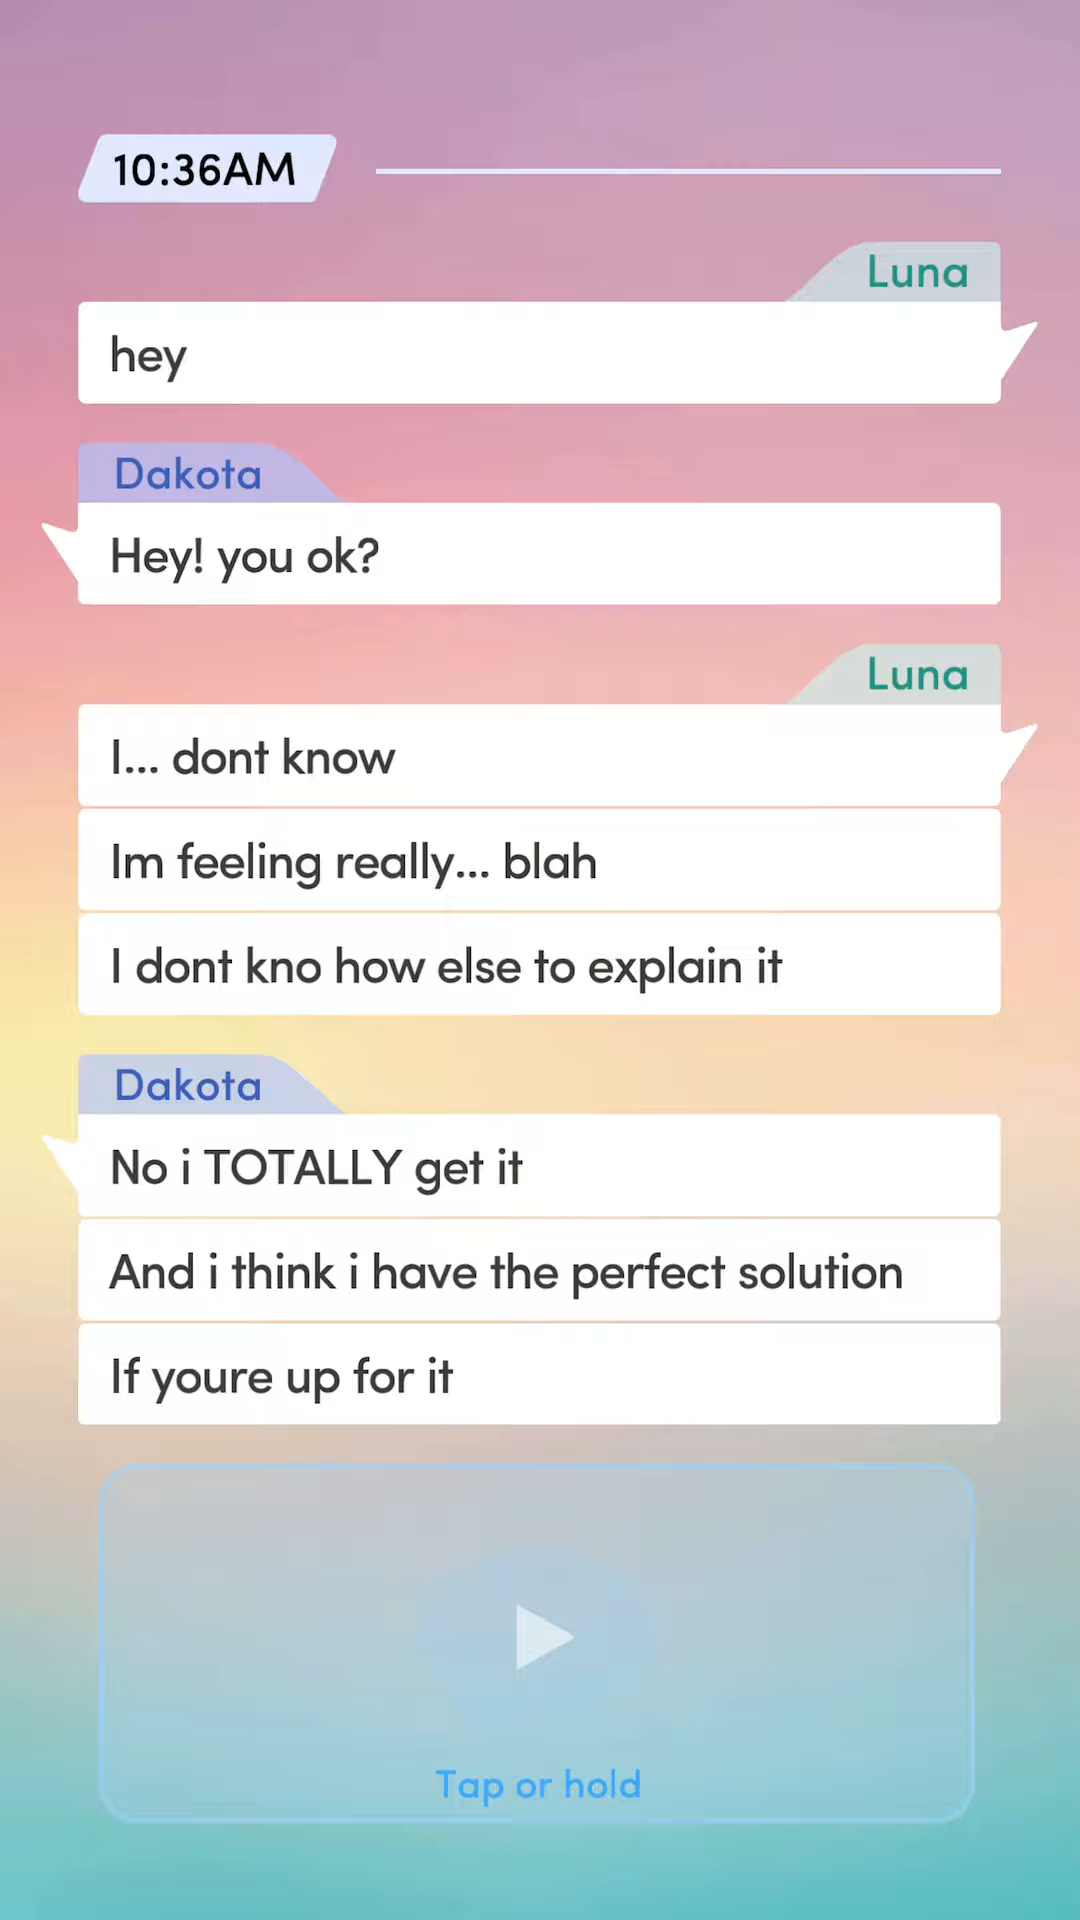 10:36AM
Luna
hey
Dakota
Hey! you ok?
Luna
I... dont know
Im feeling really... blah
I dont kno how else to explain it
Dakota
No i TOTALLY get it
And i think i have the perfect solution
If youre up for it
Tap or hold